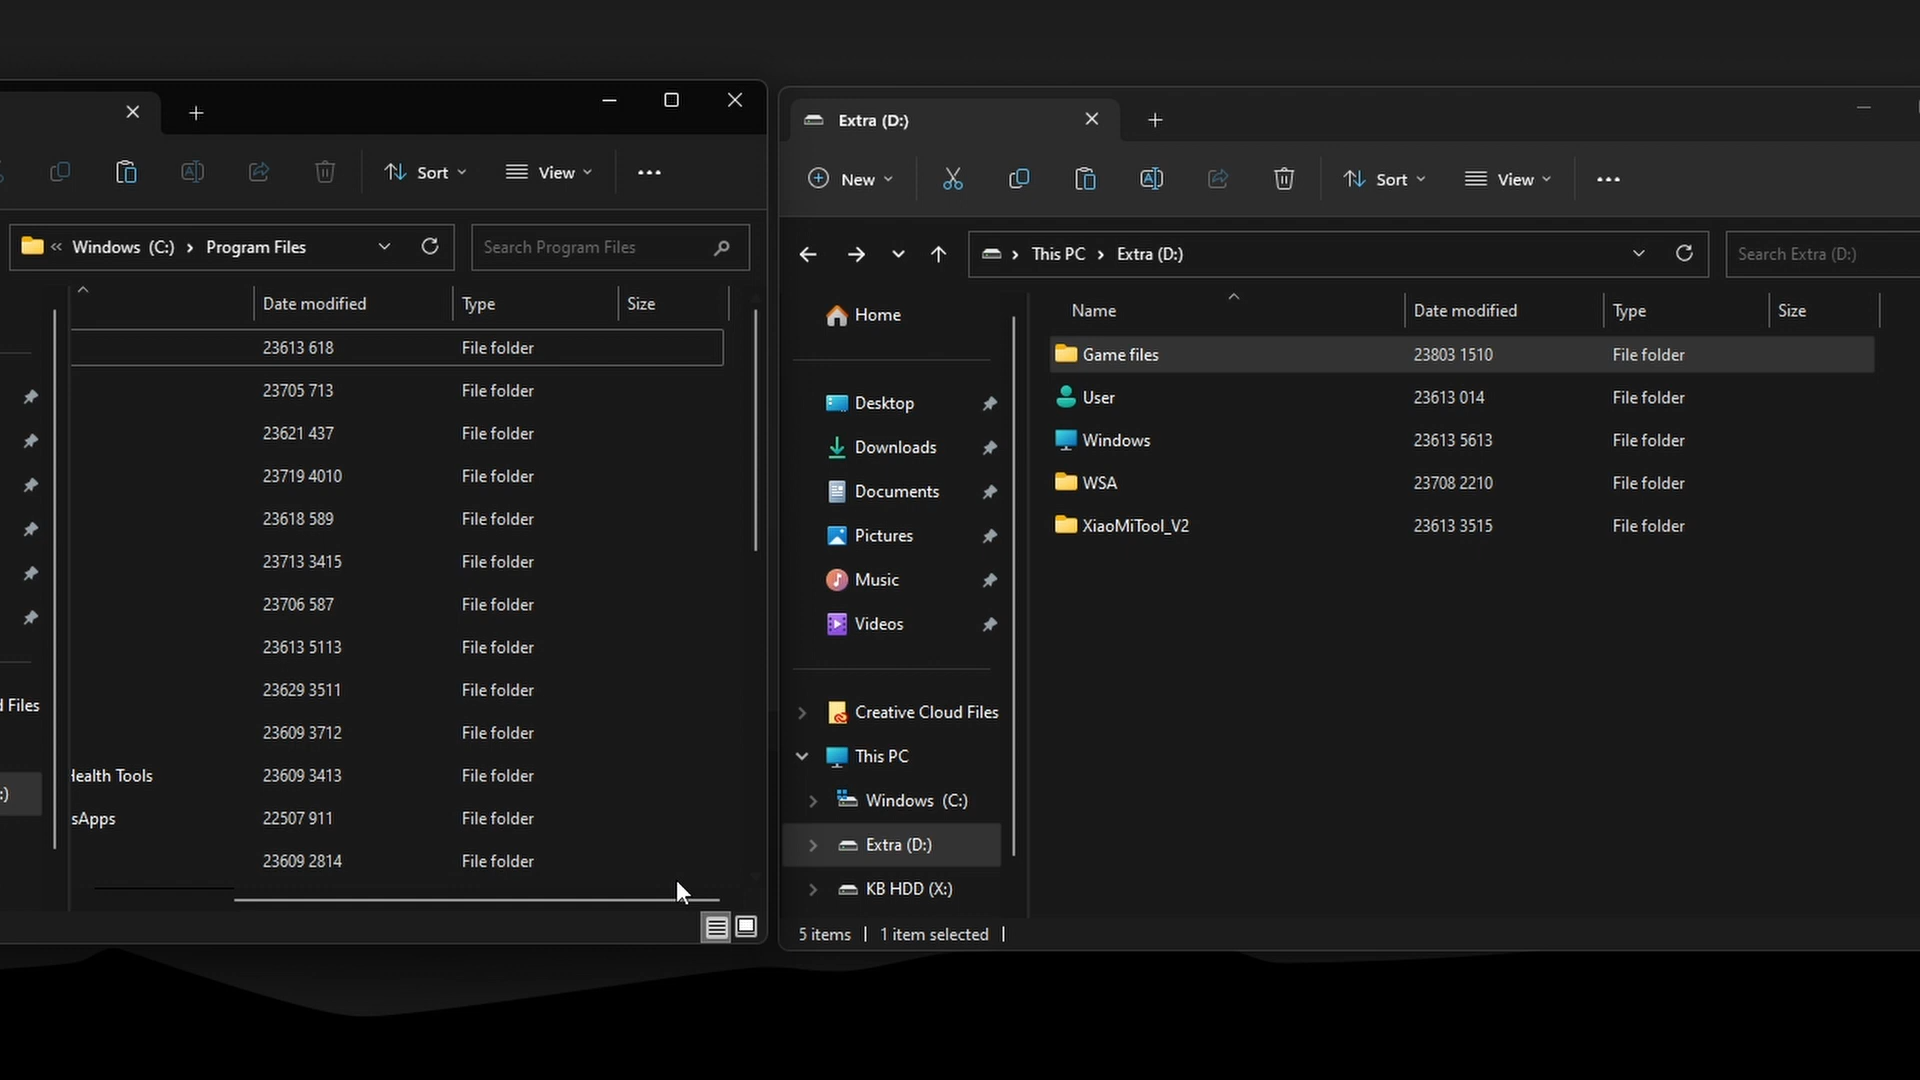 Sort
View
« Windows (C:) › Program Files
Search Program Files
Date modified Type Size
23613 618 File folder
23705 713 File folder
23621 437 File folder
23719 4010 File folder
23618 589 File folder
23713 3415 File folder
23706 587 File folder
23613 5113 File folder
23629 3511 File folder
23609 3712 File folder
Health Tools 23609 3413 File folder
sApps 22507 911 File folder
23609 2814 File folder
d Files
:)
Extra (D:)
New
Sort
View
› This PC › Extra (D:)
Search Extra (D:)
Home
Desktop
Downloads
Documents
Pictures
Music
Videos
Creative Cloud Files
This PC
Windows (C:)
Extra (D:)
KB HDD (X:)
Name Date modified Type Size
Game files 23803 1510 File folder
User 23613 014 File folder
Windows 23613 5613 File folder
WSA 23708 2210 File folder
XiaoMiTool_V2 23613 3515 File folder
5 items | 1 item selected |